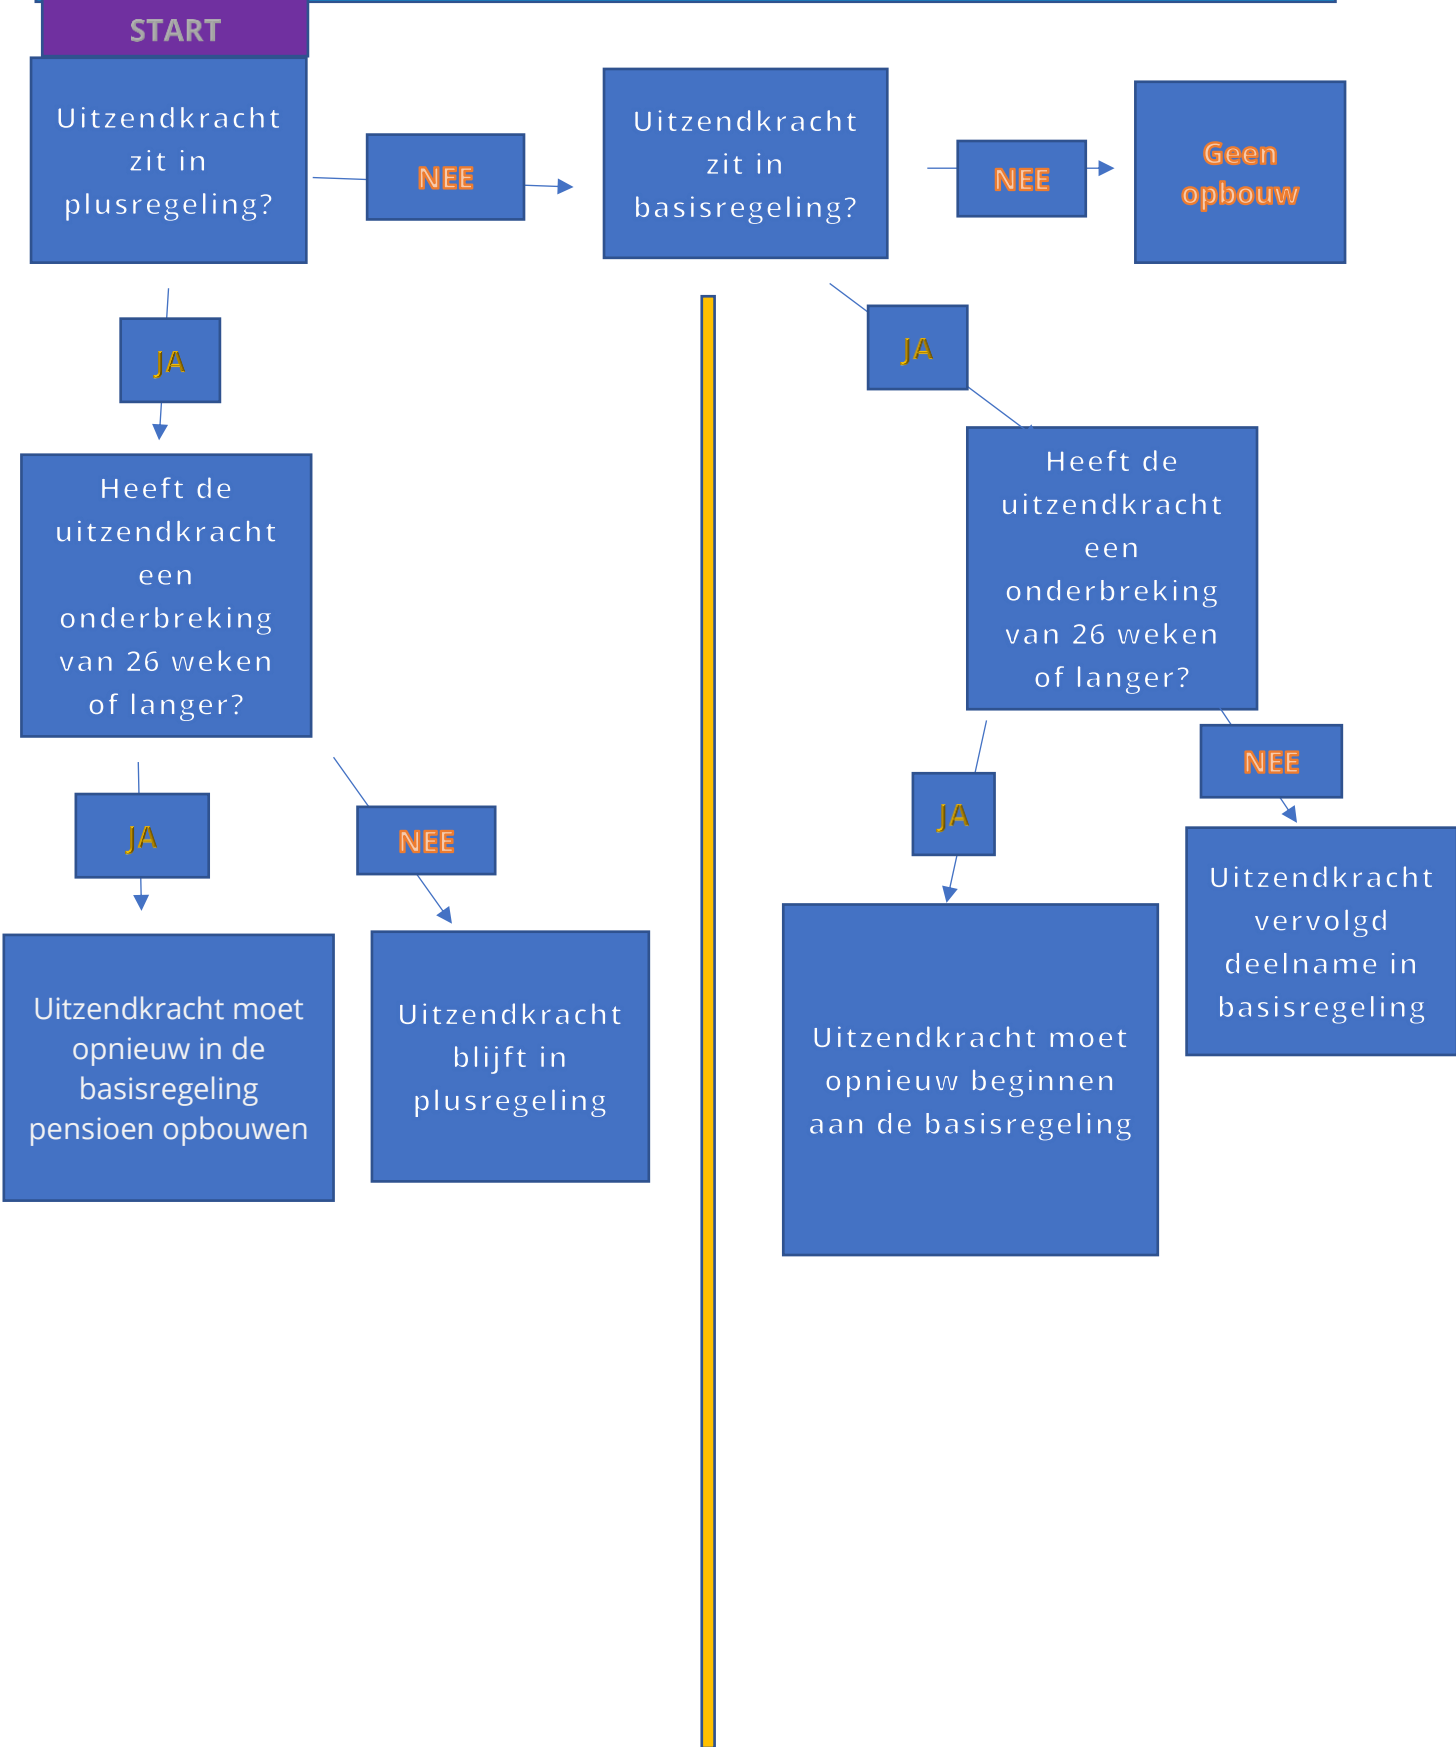 START
Uitzendkracht
zit in
plusregeling?
NEE
Uitzendkracht
zit in
basisregeling?
NEE
Geen
opbouw
JA
Heeft de
uitzendkracht
een
onderbreking
van 26 weken
of langer?
JA
NEE
Uitzendkracht moet
opnieuw in de
basisregeling
pensioen opbouwen
Uitzendkracht
blijft in
plusregeling
JA
Heeft de
uitzendkracht
een
onderbreking
van 26 weken
of langer?
JA
NEE
Uitzendkracht moet
opnieuw beginnen
aan de basisregeling
Uitzendkracht
vervolgd
deelname in
basisregeling